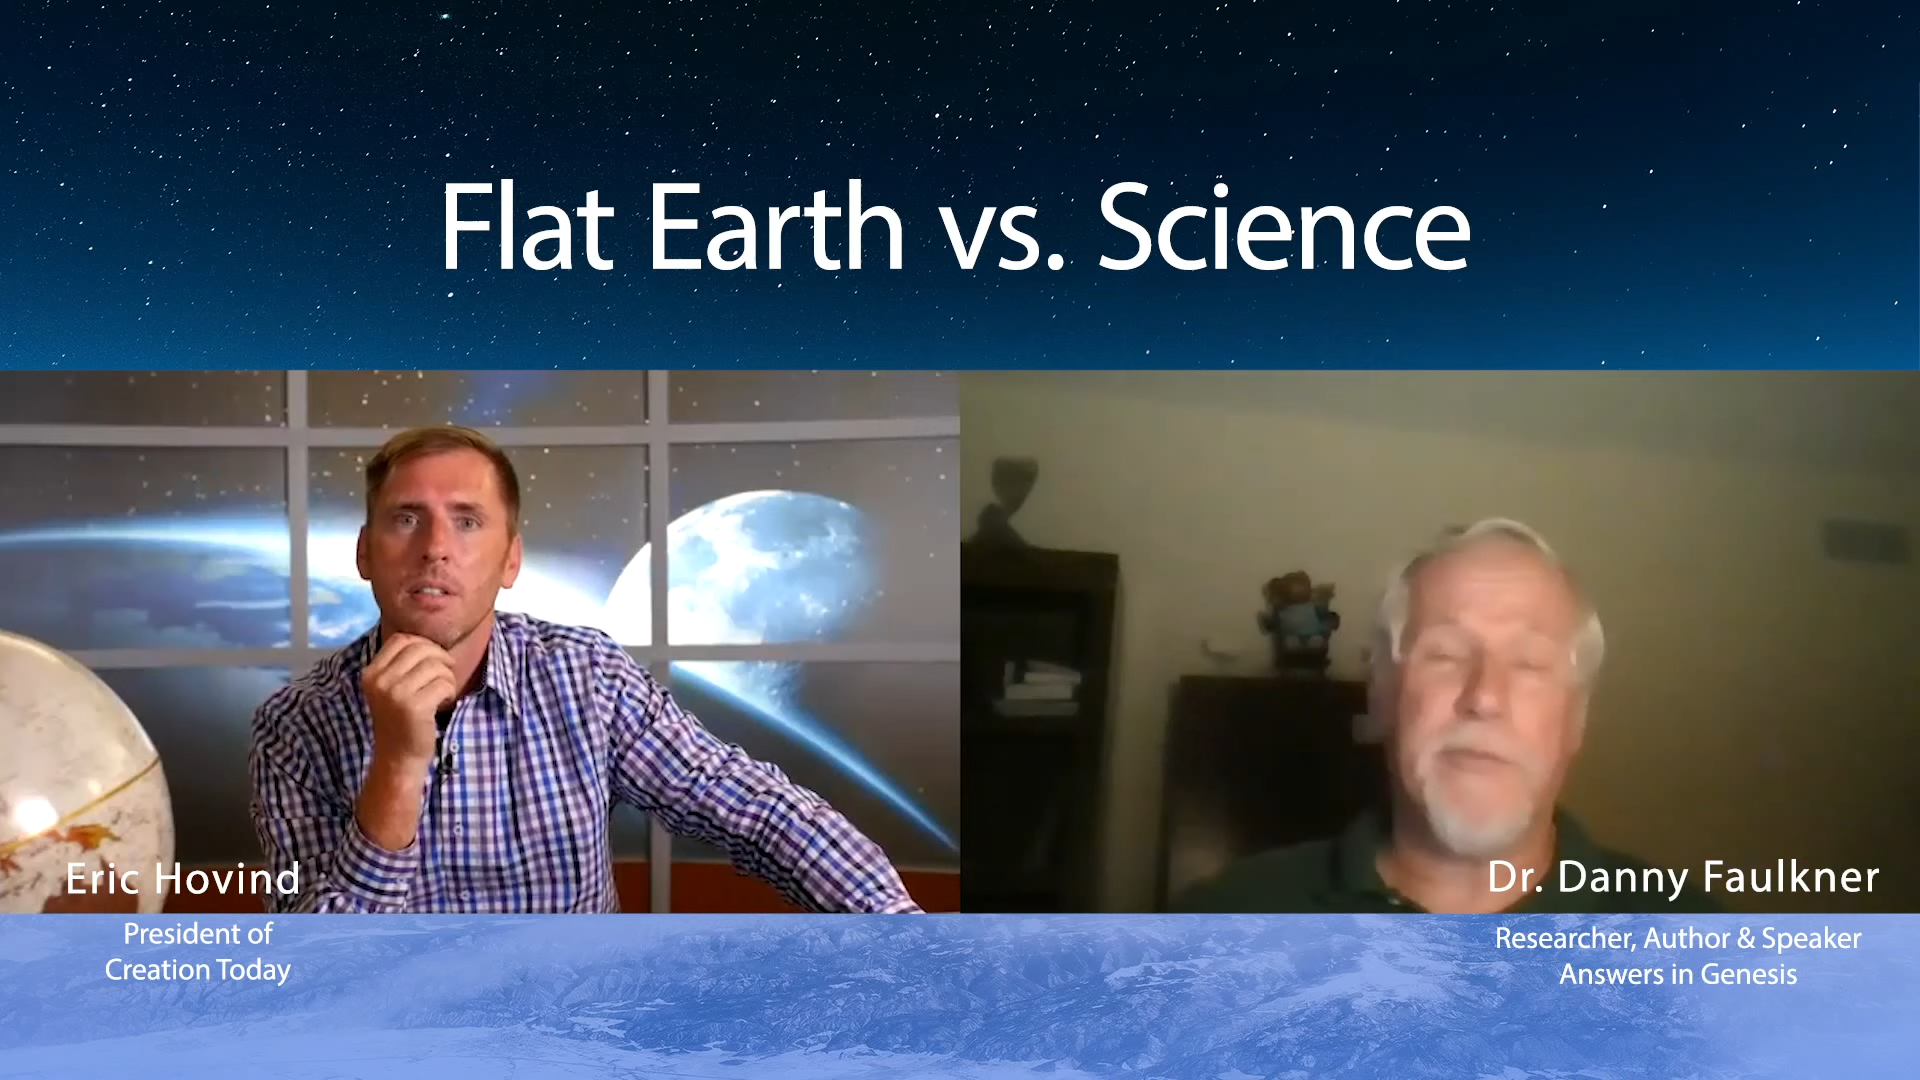 Flat Earth vs. Science
Eric Hovind
President of
Creation Today
Dr. Danny Faulkner
Researcher, Author & Speaker
Answers in Genesis